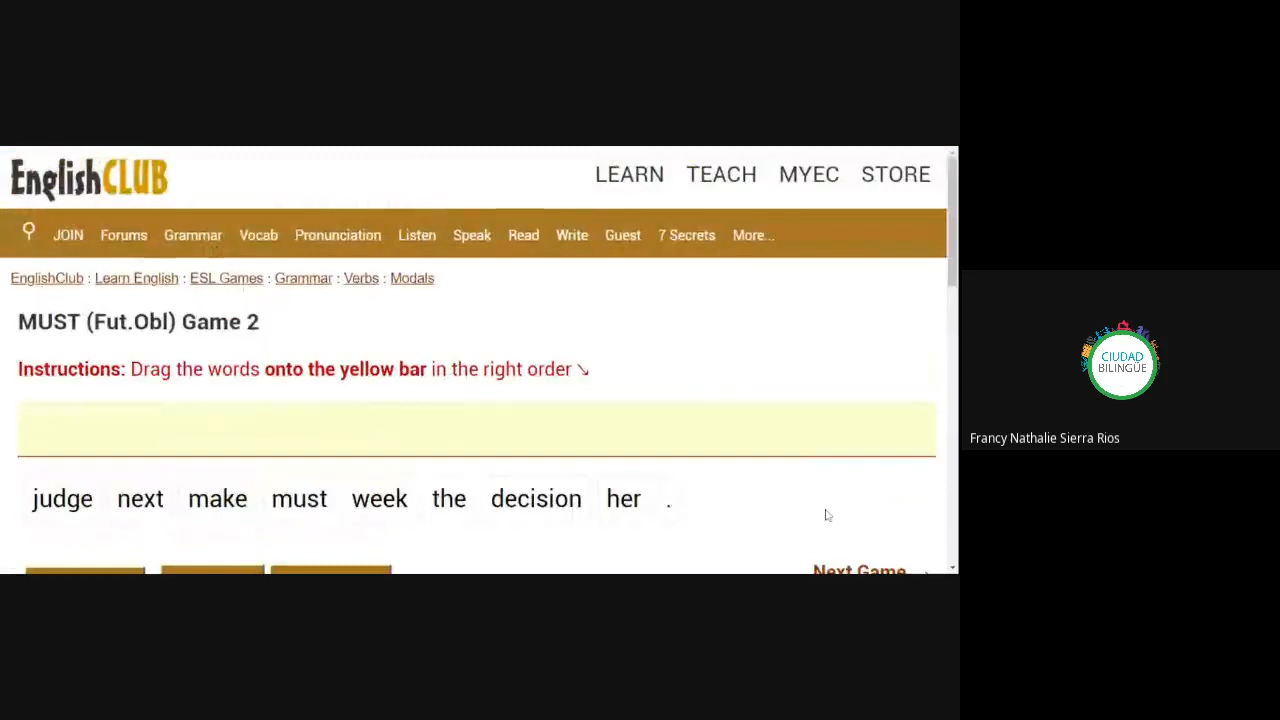 EnglishCLUB
LEARN TEACH MYEC STORE
JOIN Forums Grammar Vocab Pronunciation Listen Speak Read Write Guest 7 Secrets More...
EnglishClub : Learn English : ESL Games : Grammar : Verbs : Modals
MUST (Fut.Obl) Game 2
Instructions: Drag the words onto the yellow bar in the right order ↘
judge next make must week the decision her .
Next Game
CIUDAD
BILINGÜE
Francy Nathalie Sierra Rios